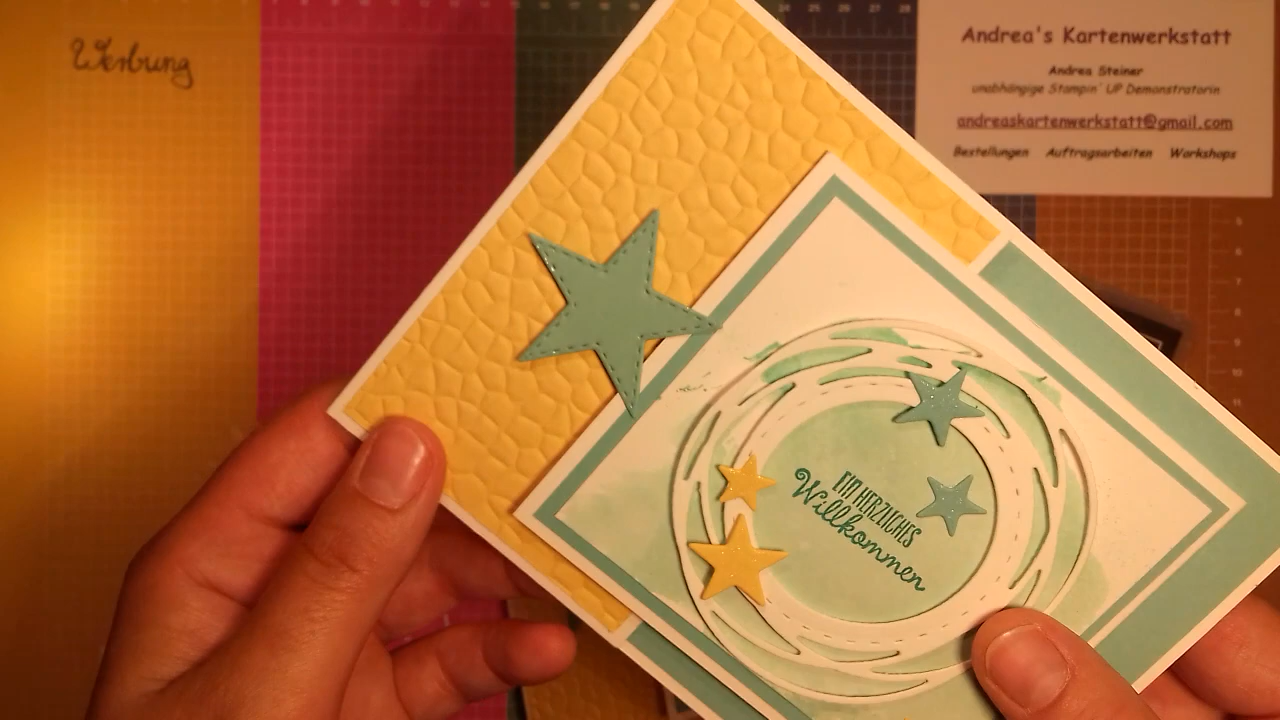 Werbung
Andrea's Kartenwerkstatt
Andrea Steiner
unabhängige Stampin´ UP Demonstratorin
andreaskartenwerkstatt@gmail.com
Bestellungen Auftragsarbeiten Workshops
EIN HERZLICHES
Willkommen